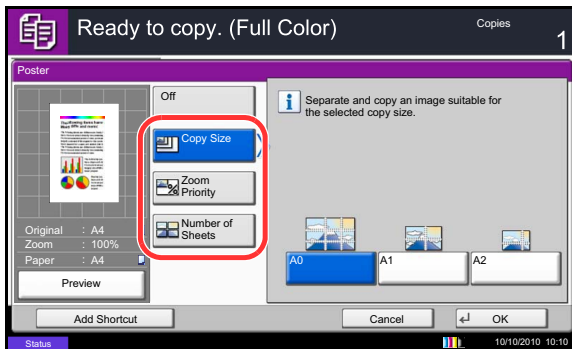 Ready to copy. (Full Color)
Copies
1
Poster
Off
Copy Size
Zoom
Priority
Number of
Sheets
Separate and copy an image suitable for
the selected copy size.
A0
A1
A2
Original : A4
Zoom : 100%
Paper : A4
Preview
Add Shortcut
Cancel
OK
Status
10/10/2010 10:10